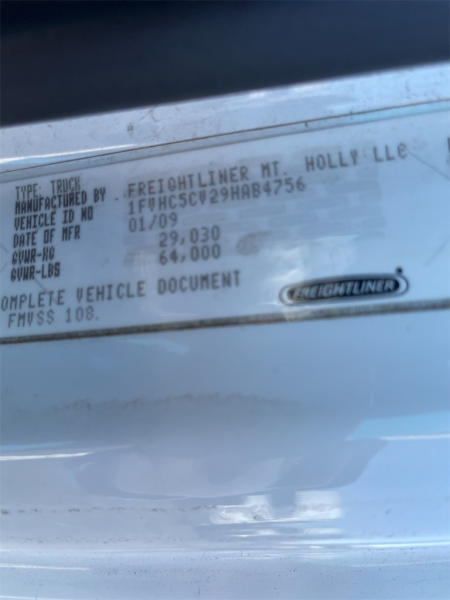 TYPE: TRUCK
MANUFACTURED BY FREIGHTLINER MT. HOLLY LLC
VEHICLE ID NO 1FVHC5CV29HAB4756
DATE OF MFR 01/09
GVWR-KG 29,030
GVWR-LBS 64,000
OMPLETE VEHICLE DOCUMENT
FMVSS 108.
FREIGHTLINER